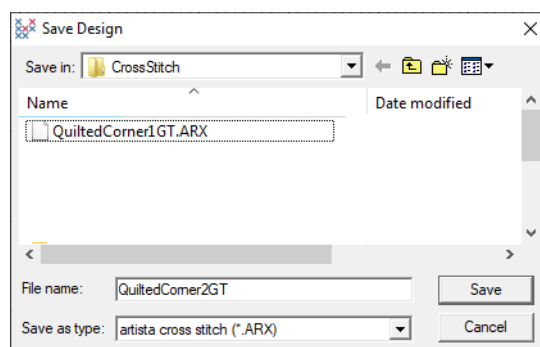 Save Design
Save in: CrossStitch
Name Date modified
QuiltedCorner1GT.ARX
File name: QuiltedCorner2GT Save
Save as type: artista cross stitch (*.ARX) Cancel